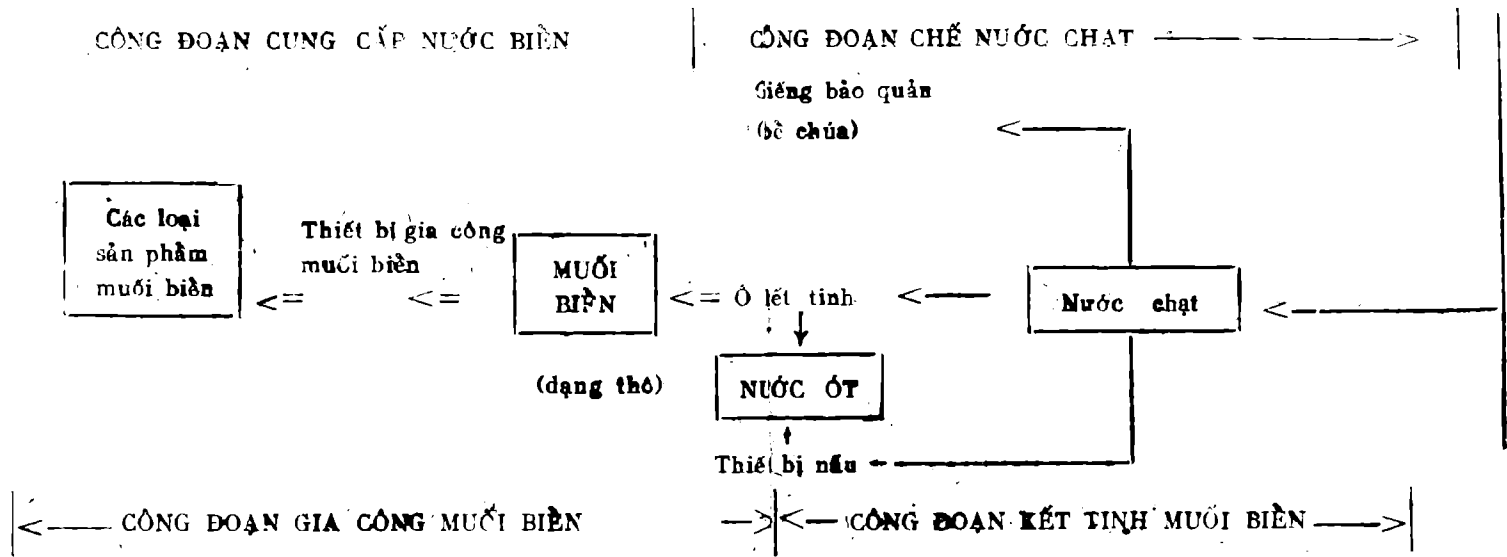 CÔNG ĐOẠN CUNG CẤP NƯỚC BIỂN
CÔNG ĐOẠN CHẾ NƯỚC CHẠT
Giếng bảo quản
(bể chúa)
Các loại
sản phẩm
muối biển
Thiết bị gia công
muối biển
MUỐI
BIỂN
Ô kết tinh
Nước chạt
(dạng thô)
NƯỚC ÓT
Thiết bị nấu
CÔNG ĐOẠN GIA CÔNG MUỐI BIỂN
CÔNG ĐOẠN KẾT TINH MUỐI BIỂN